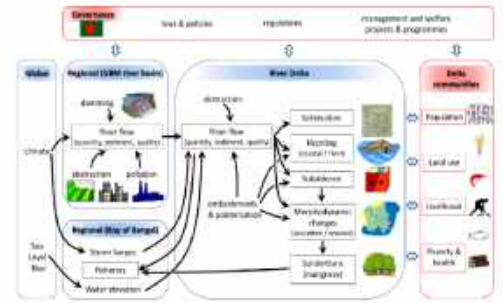 Governance
laws & policies
regulations
management and welfare
projects & programmes
Global
Regional (GBM river basin)
River Delta
Delta
communities
damming
abstraction
River flow
(quantity, sediment, quality)
River flow
(quantity, sediment, quality)
climate
abstraction
pollution
Salinisation
Flooding
(coastal / river)
Subsidence
embankments
& polderisation
Morphodynamic
changes
(accretion / erosion)
Sunderbans
(mangrove)
Population
Land use
Livelihood
Poverty &
health
Regional (Bay of Bengal)
Sea
Level
Rise
Storm Surges
Fisheries
Water elevation